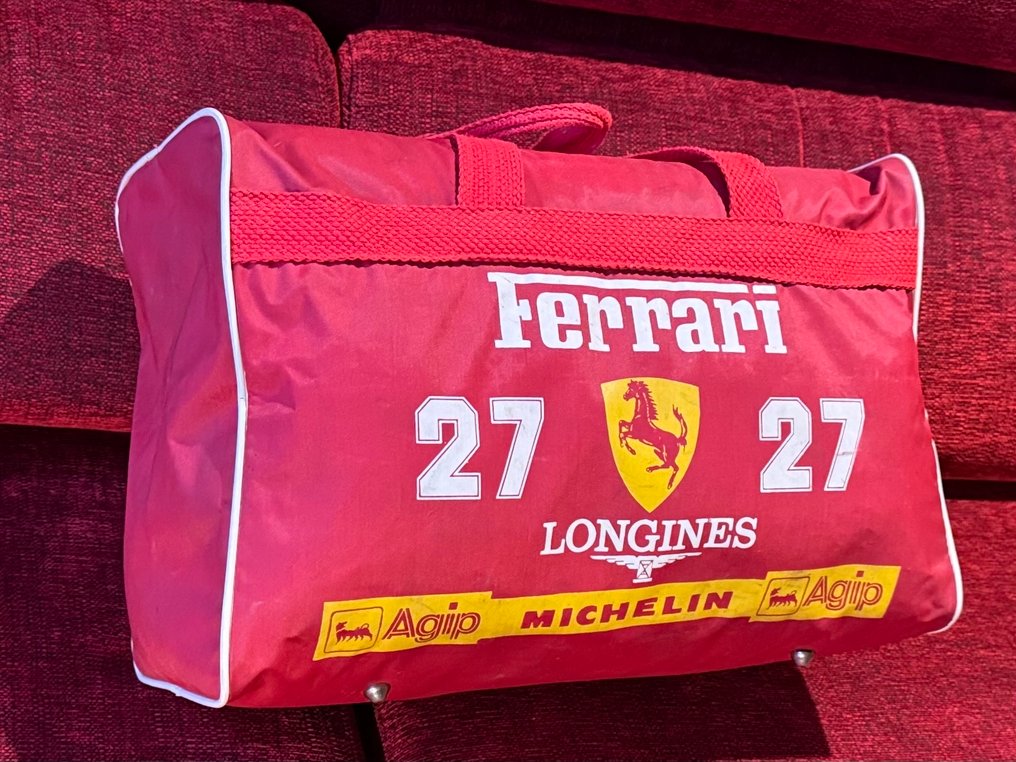 Ferrari
27 27
LONGINES
Agip MICHELIN Agip